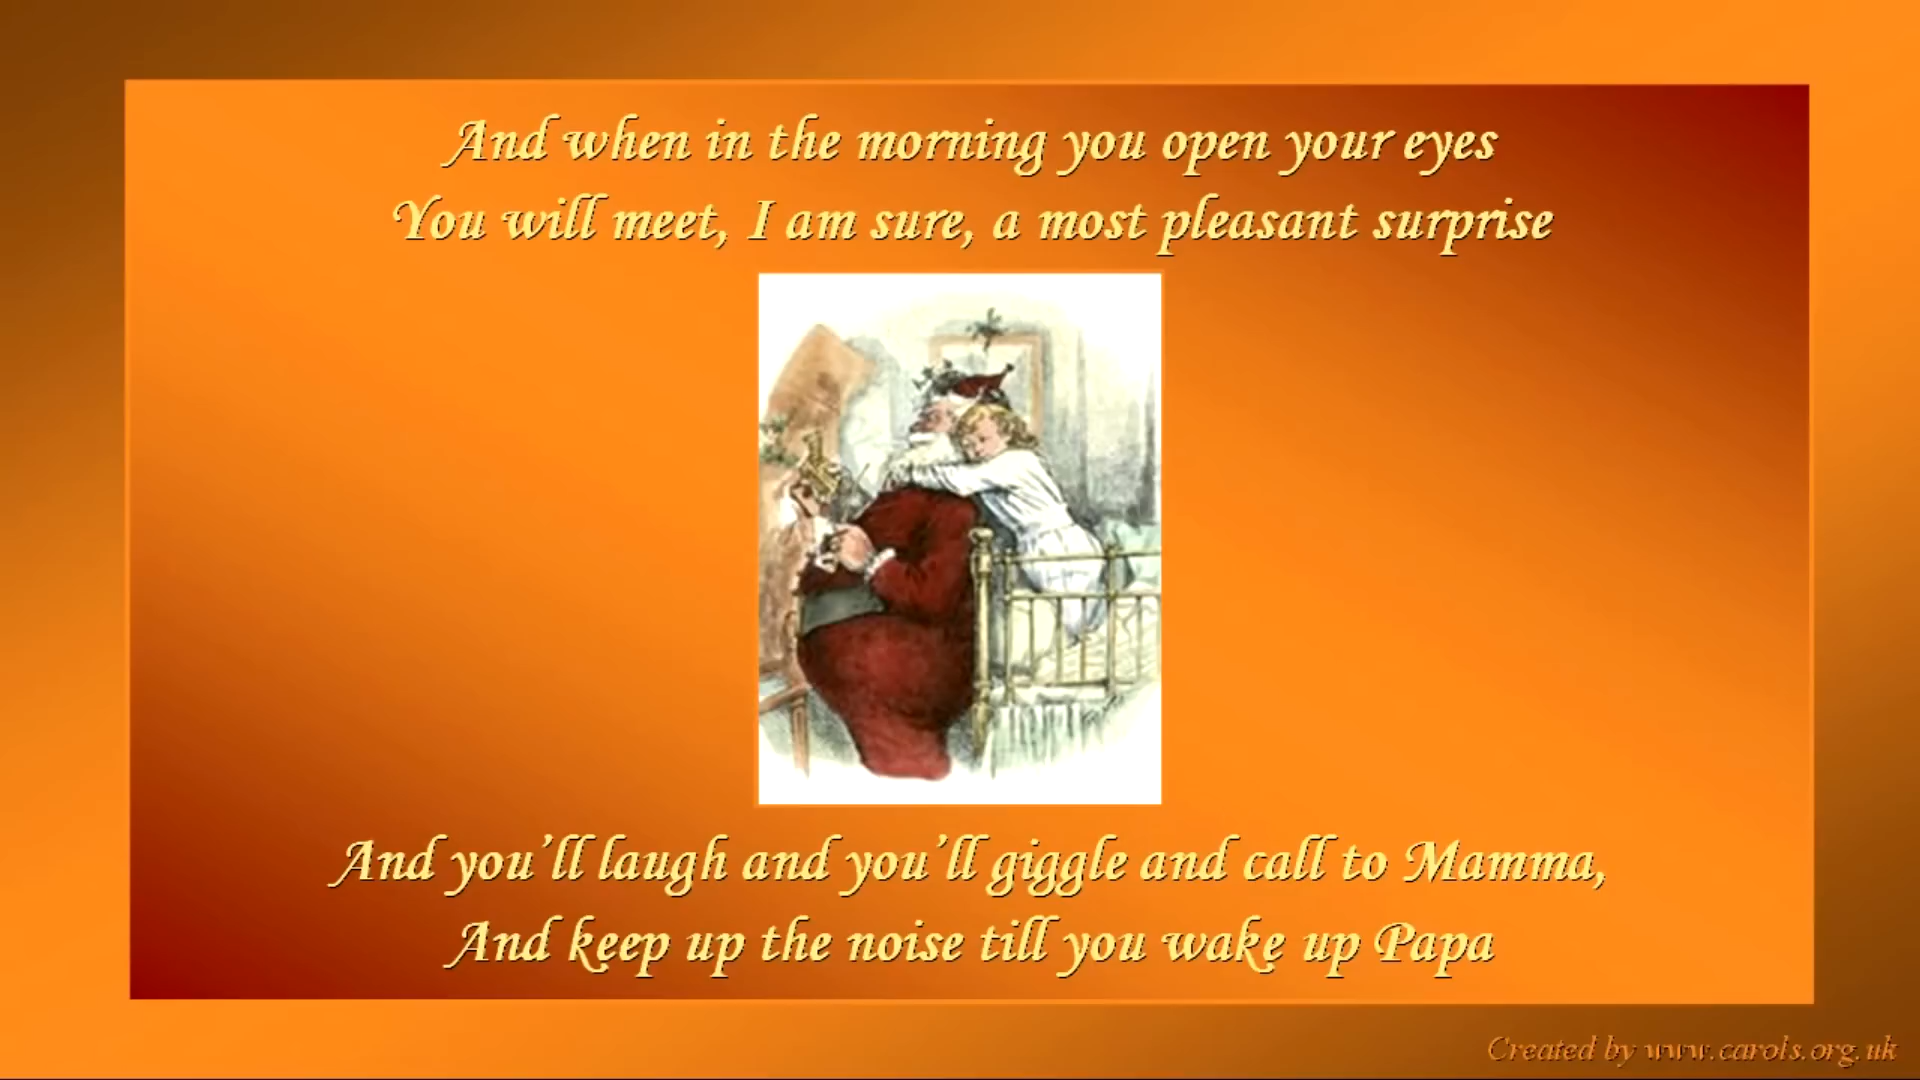 And when in the morning you open your eyes
You will meet, I am sure, a most pleasant surprise
And you’ll laugh and you’ll giggle and call to Mamma,
And keep up the noise till you wake up Papa
Created by www.carols.org.uk